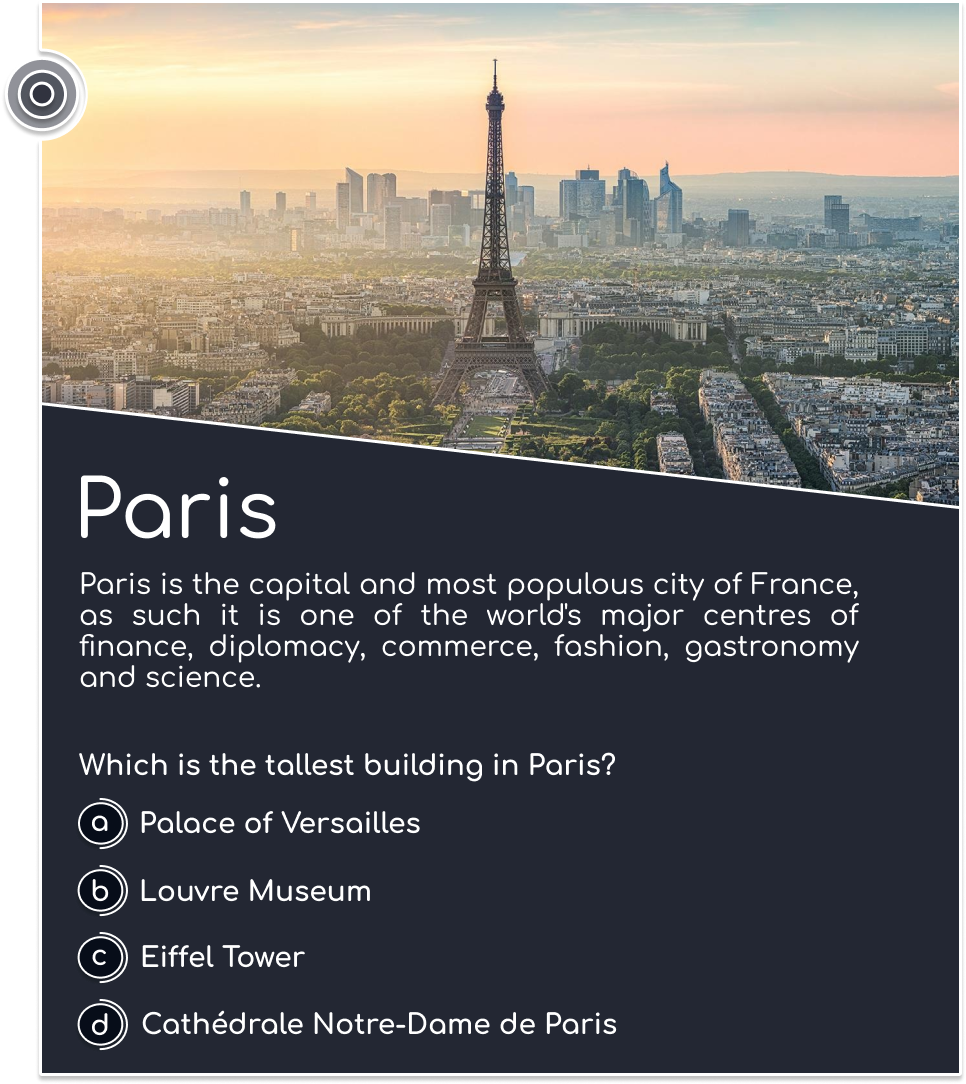 Paris
Paris is the capital and most populous city of France,
as such it is one of the world's major centres of
finance, diplomacy, commerce, fashion, gastronomy
and science.
Which is the tallest building in Paris?
a Palace of Versailles
b Louvre Museum
c Eiffel Tower
d Cathédrale Notre-Dame de Paris